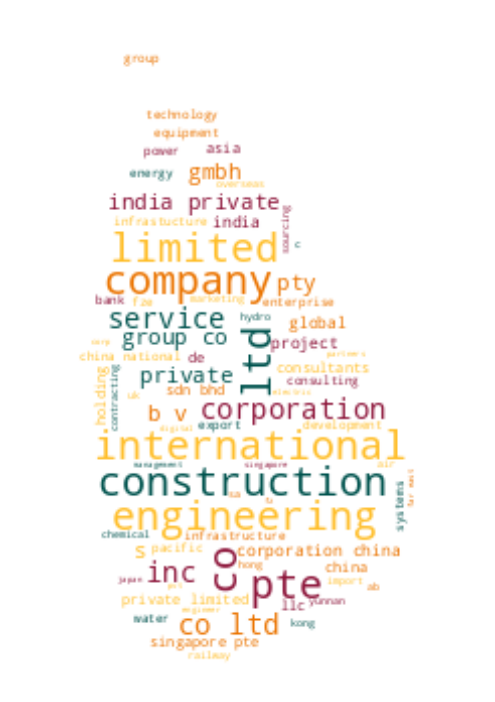 group
technology
equipment
power asia
energy gmbh
overseas
india private
infrastucture india sourcing
limited c
company pty
bank fze marketing enterprise
service hydro global
group co ltd project
corp
china national de partners
private consultants
holding contracting sdn bhd consulting
uk electric
b v corporation
export development
digital
international
management singapore air
construction
sa systems far east
engineering
chemical infrastructure
s pacific co corporation china
inc hong china
japan pte import ab
private limited llc yunnan
engineer
water co ltd kong
singapore pte
railway